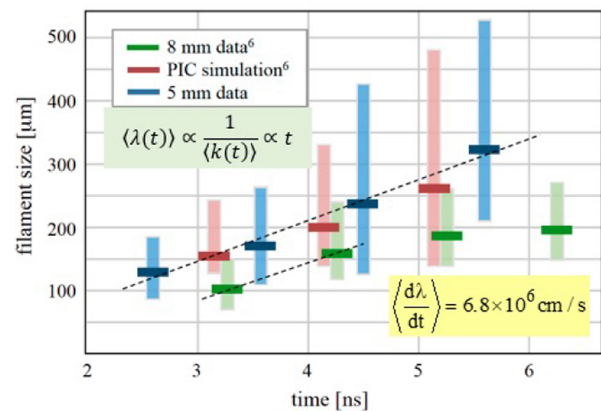 500
400
300
200
100
filament size [μm]
8 mm data⁶
PIC simulation⁶
5 mm data
⟨λ(t)⟩ ∝ 1/⟨k(t)⟩ ∝ t
⟨dλ/dt⟩ = 6.8×10⁶ cm / s
2 3 4 5 6
time [ns]